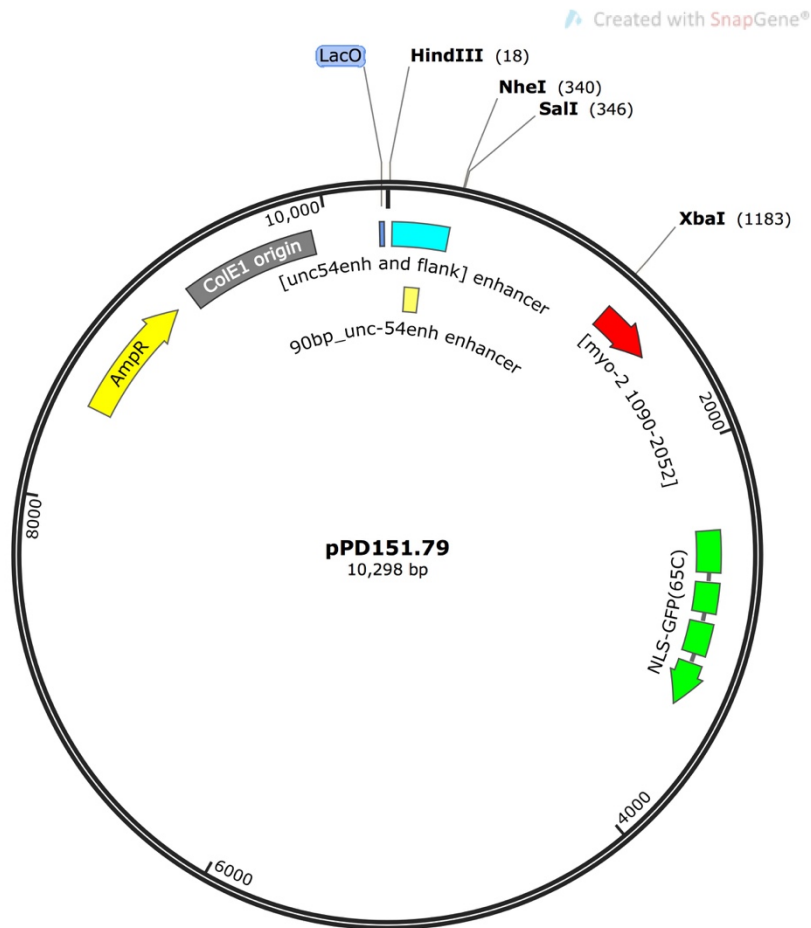 Created with SnapGene®
LacO
HindIII (18)
NheI (340)
SalI (346)
XbaI (1183)
10,000
ColE1 origin
[unc54enh and flank] enhancer
90bp_unc-54enh enhancer
AmpR
[myo-2 1090-2052]
2000
8000
pPD151.79
10,298 bp
NLS-GFP(65C)
4000
6000